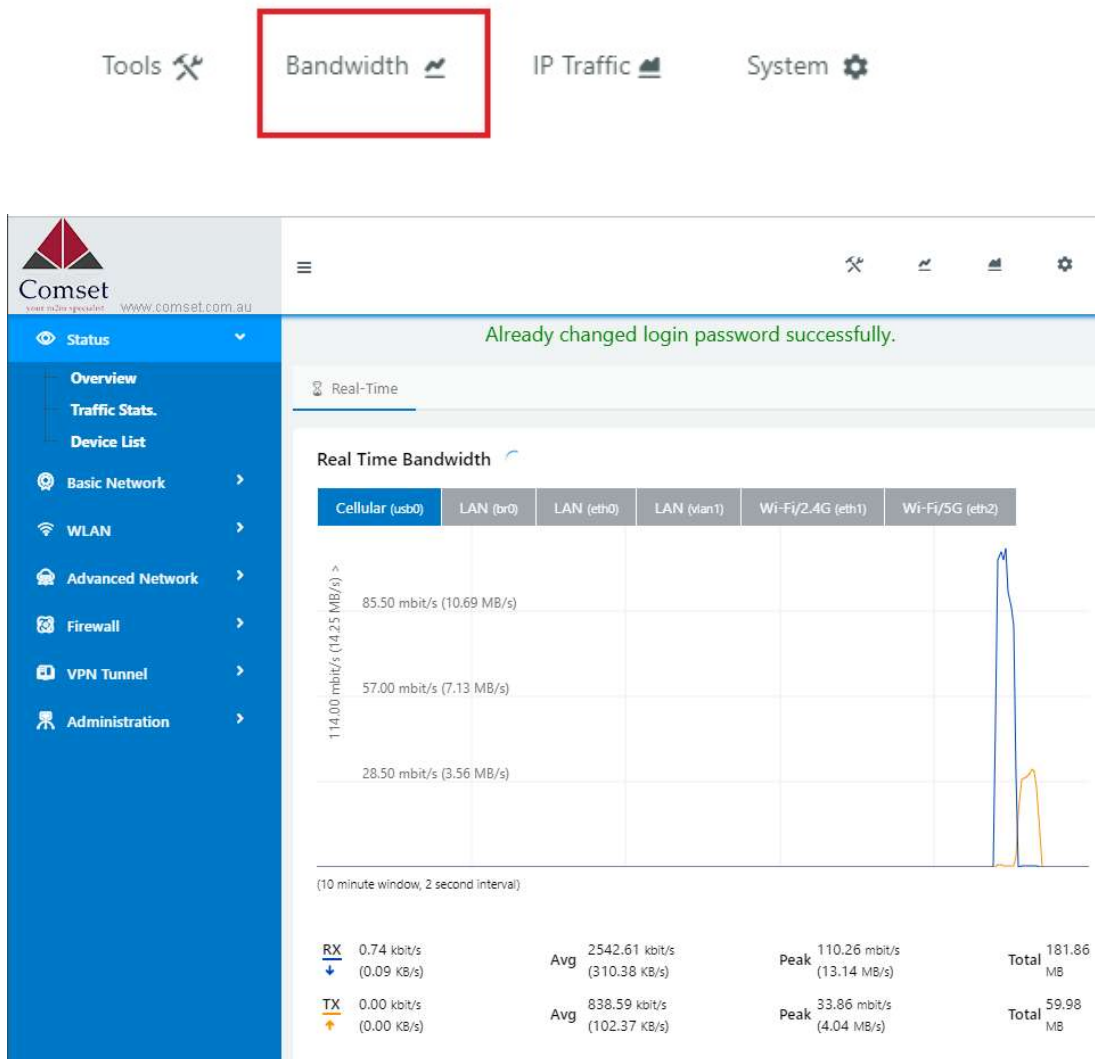 Tools
Bandwidth
IP Traffic
System
Comset
your m2m specialist www.comset.com.au
Already changed login password successfully.
Status
Overview
Traffic Stats.
Device List
Basic Network
WLAN
Advanced Network
Firewall
VPN Tunnel
Administration
Real-Time
Real Time Bandwidth
Cellular (usb0) LAN (br0) LAN (eth0) LAN (vlan1) Wi-Fi/2.4G (eth1) Wi-Fi/5G (eth2)
114.00 mbit/s (14.25 MB/s) >
85.50 mbit/s (10.69 MB/s)
57.00 mbit/s (7.13 MB/s)
28.50 mbit/s (3.56 MB/s)
(10 minute window, 2 second interval)
RX 0.74 kbit/s Avg 2542.61 kbit/s Peak 110.26 mbit/s Total 181.86
(0.09 KB/s) (310.38 KB/s) (13.14 MB/s) MB
TX 0.00 kbit/s Avg 838.59 kbit/s Peak 33.86 mbit/s Total 59.98
(0.00 KB/s) (102.37 KB/s) (4.04 MB/s) MB